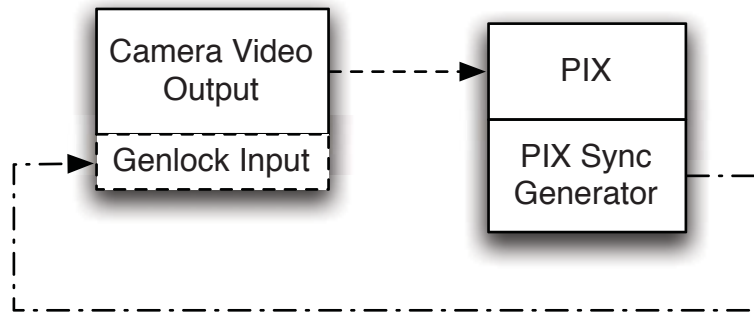 Camera Video
Output
Genlock Input
PIX
PIX Sync
Generator